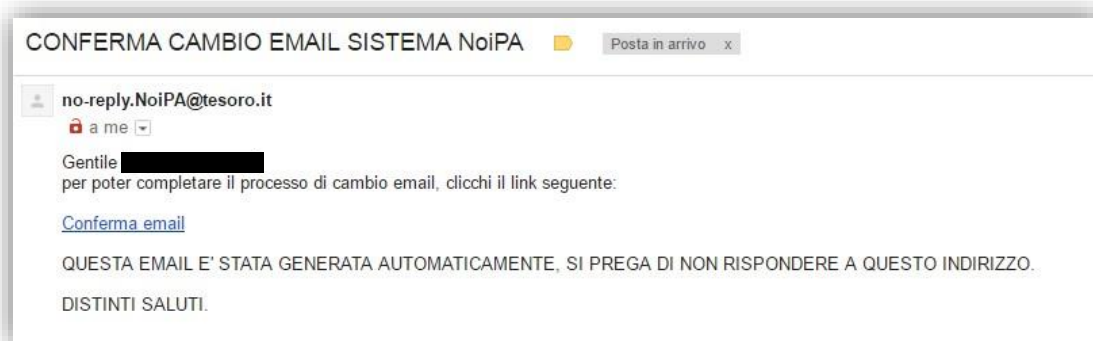 CONFERMA CAMBIO EMAIL SISTEMA NoiPA
Posta in arrivo x
no-reply.NoiPA@tesoro.it
a me
Gentile
per poter completare il processo di cambio email, clicchi il link seguente:
Conferma email
QUESTA EMAIL E' STATA GENERATA AUTOMATICAMENTE, SI PREGA DI NON RISPONDERE A QUESTO INDIRIZZO.
DISTINTI SALUTI.